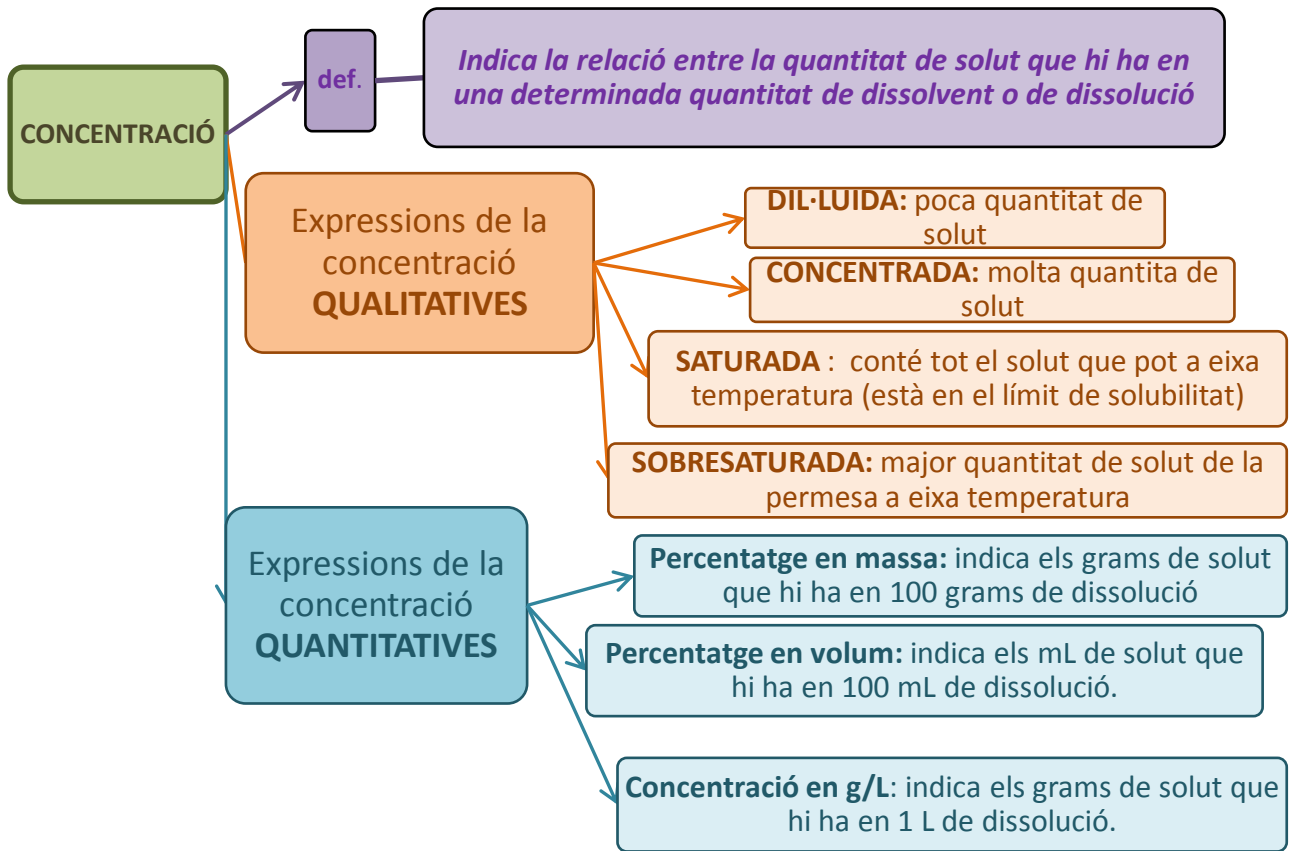 CONCENTRACIÓ
def.
Indica la relació entre la quantitat de solut que hi ha en
una determinada quantitat de dissolvent o de dissolució
Expressions de la
concentració
QUALITATIVES
DIL·LUIDA: poca quantitat de
solut
CONCENTRADA: molta quantita de
solut
SATURADA : conté tot el solut que pot a eixa
temperatura (està en el límit de solubilitat)
SOBRESATURADA: major quantitat de solut de la
permesa a eixa temperatura
Expressions de la
concentració
QUANTITATIVES
Percentatge en massa: indica els grams de solut
que hi ha en 100 grams de dissolució
Percentatge en volum: indica els mL de solut que
hi ha en 100 mL de dissolució.
Concentració en g/L: indica els grams de solut que
hi ha en 1 L de dissolució.